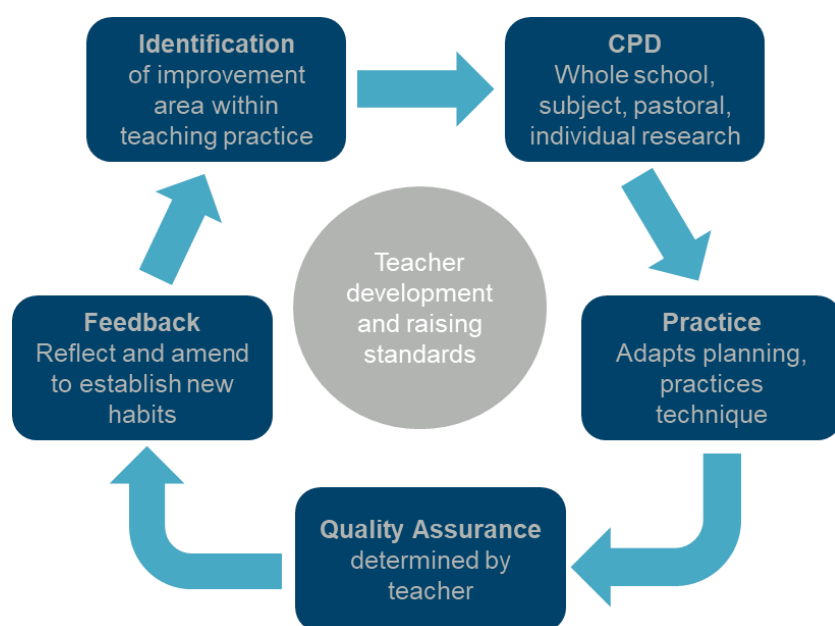 Identification
of improvement
area within
teaching practice
CPD
Whole school,
subject, pastoral,
individual research
Teacher
development
and raising
standards
Feedback
Reflect and amend
to establish new
habits
Practice
Adapts planning,
practices
technique
Quality Assurance
determined by
teacher